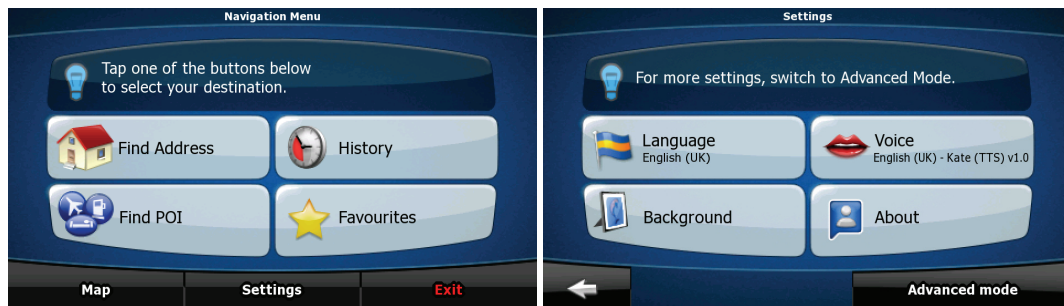 Navigation Menu
Tap one of the buttons below
to select your destination.
Find Address
History
Find POI
Favourites
Map
Settings
Exit
Settings
For more settings, switch to Advanced Mode.
Language
English (UK)
Voice
English (UK) - Kate (TTS) v1.0
Background
About
Advanced mode